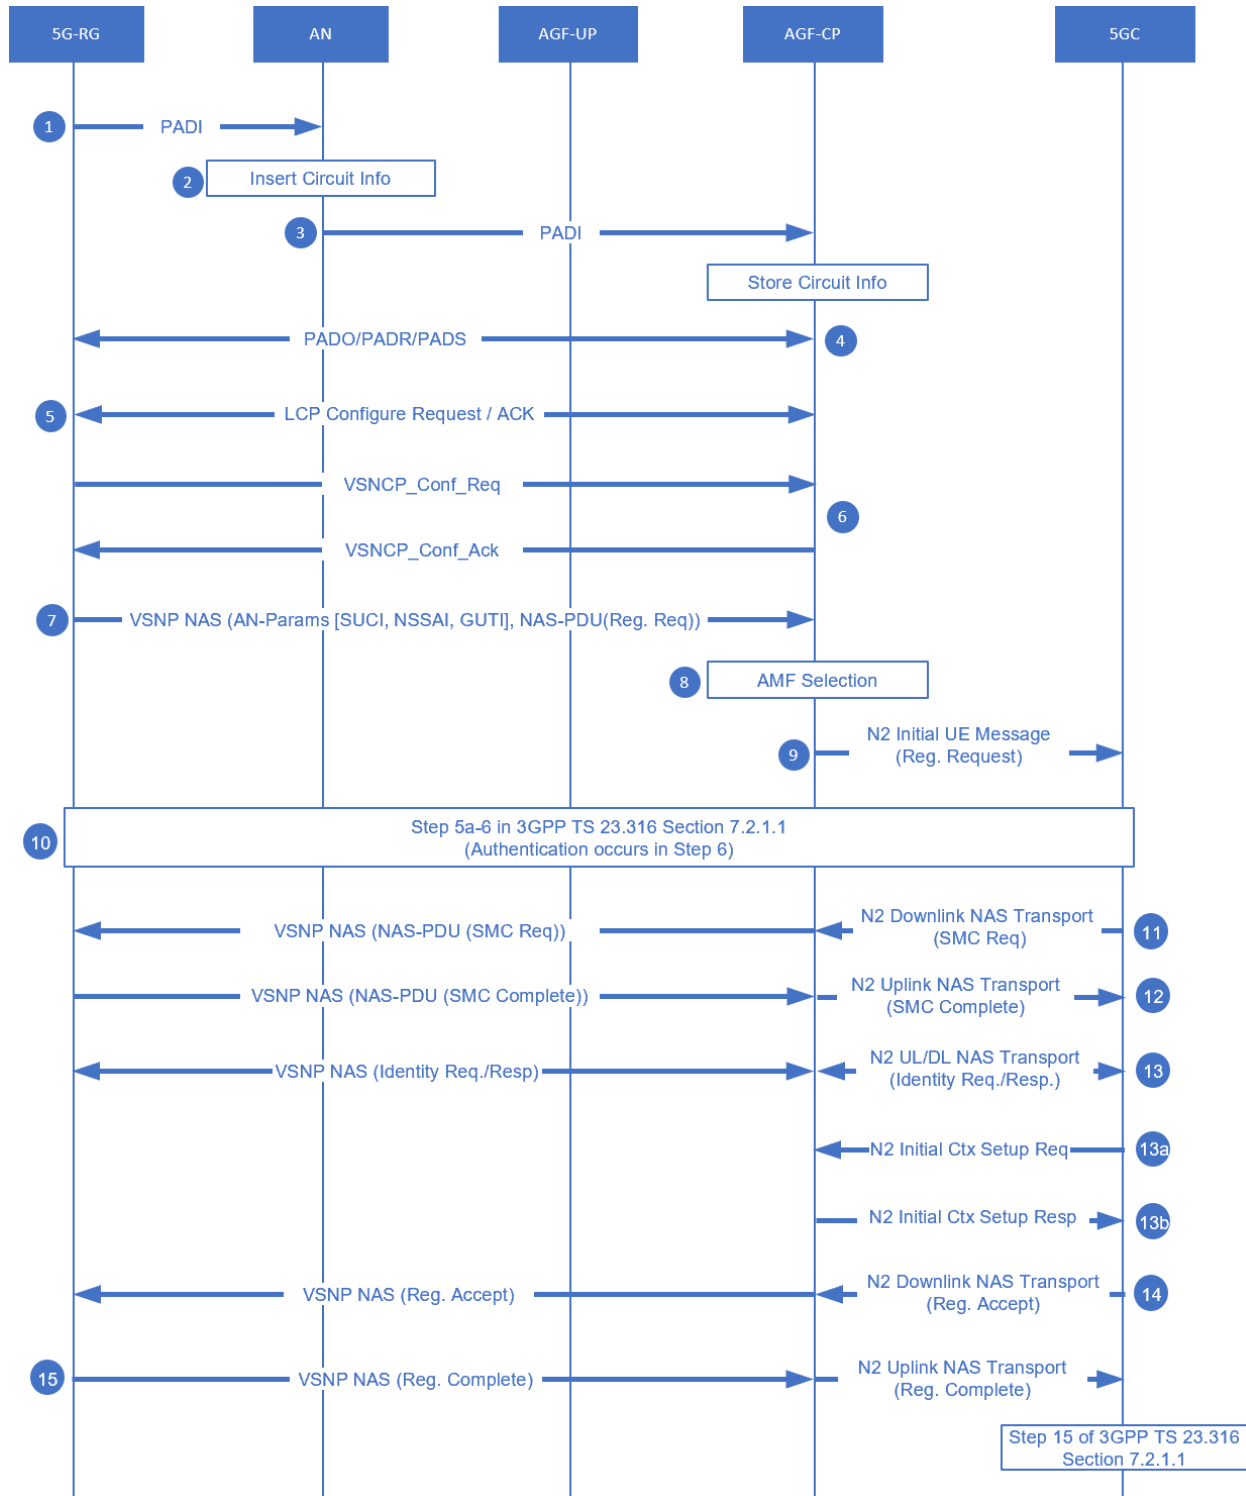 5G-RG
AN
AGF-UP
AGF-CP
5GC
1
PADI
2
Insert Circuit Info
3
PADI
Store Circuit Info
PADO/PADR/PADS
4
5
LCP Configure Request / ACK
VSNCP_Conf_Req
6
VSNCP_Conf_Ack
7
VSNP NAS (AN-Params [SUCI, NSSAI, GUTI], NAS-PDU(Reg. Req))
8
AMF Selection
9
N2 Initial UE Message
(Reg. Request)
10
Step 5a-6 in 3GPP TS 23.316 Section 7.2.1.1
(Authentication occurs in Step 6)
VSNP NAS (NAS-PDU (SMC Req))
N2 Downlink NAS Transport
(SMC Req)
11
VSNP NAS (NAS-PDU (SMC Complete))
N2 Uplink NAS Transport
(SMC Complete)
12
VSNP NAS (Identity Req./Resp)
N2 UL/DL NAS Transport
(Identity Req./Resp.)
13
N2 Initial Ctx Setup Req
13a
N2 Initial Ctx Setup Resp
13b
VSNP NAS (Reg. Accept)
N2 Downlink NAS Transport
(Reg. Accept)
14
15
VSNP NAS (Reg. Complete)
N2 Uplink NAS Transport
(Reg. Complete)
Step 15 of 3GPP TS 23.316
Section 7.2.1.1